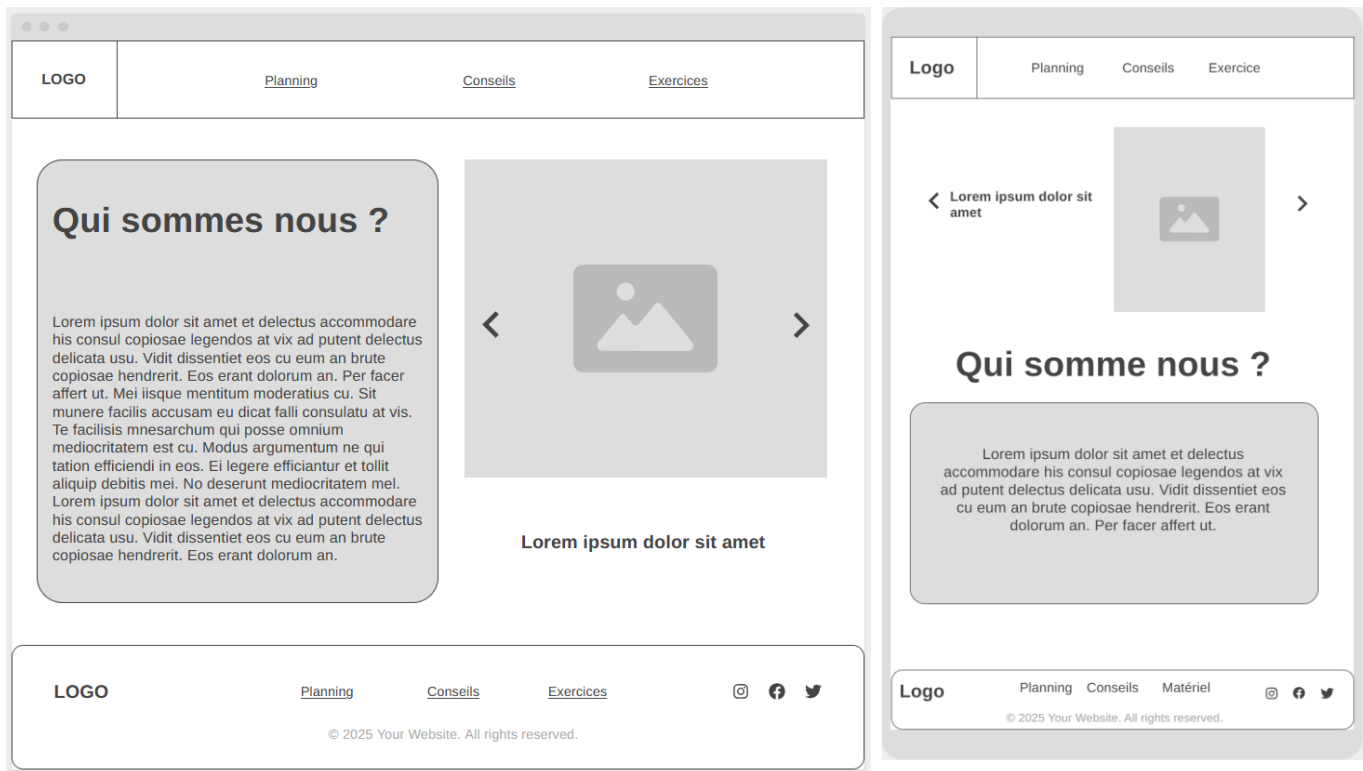 LOGO
Planning
Conseils
Exercices
Qui sommes nous ?
Lorem ipsum dolor sit amet et delectus accommodare
his consul copiosae legendos at vix ad putent delectus
delicata usu. Vidit dissentiet eos cu eum an brute
copiosae hendrerit. Eos erant dolorum an. Per facer
affert ut. Mei iisque mentitum moderatius cu. Sit
munere facilis accusam eu dicat falli consulatu at vis.
Te facilisis mnesarchum qui posse omnium
mediocritatem est cu. Modus argumentum ne qui
tation efficiendi in eos. Ei legere efficiantur et tollit
aliquip debitis mei. No deserunt mediocritatem mel.
Lorem ipsum dolor sit amet et delectus accommodare
his consul copiosae legendos at vix ad putent delectus
delicata usu. Vidit dissentiet eos cu eum an brute
copiosae hendrerit. Eos erant dolorum an.
Lorem ipsum dolor sit amet
LOGO
Planning
Conseils
Exercices
© 2025 Your Website. All rights reserved.
Logo
Planning
Conseils
Exercice
Lorem ipsum dolor sit
amet
Qui somme nous ?
Lorem ipsum dolor sit amet et delectus
accommodare his consul copiosae legendos at vix
ad putent delectus delicata usu. Vidit dissentiet eos
cu eum an brute copiosae hendrerit. Eos erant
dolorum an. Per facer affert ut.
Logo
Planning
Conseils
Matériel
© 2025 Your Website. All rights reserved.